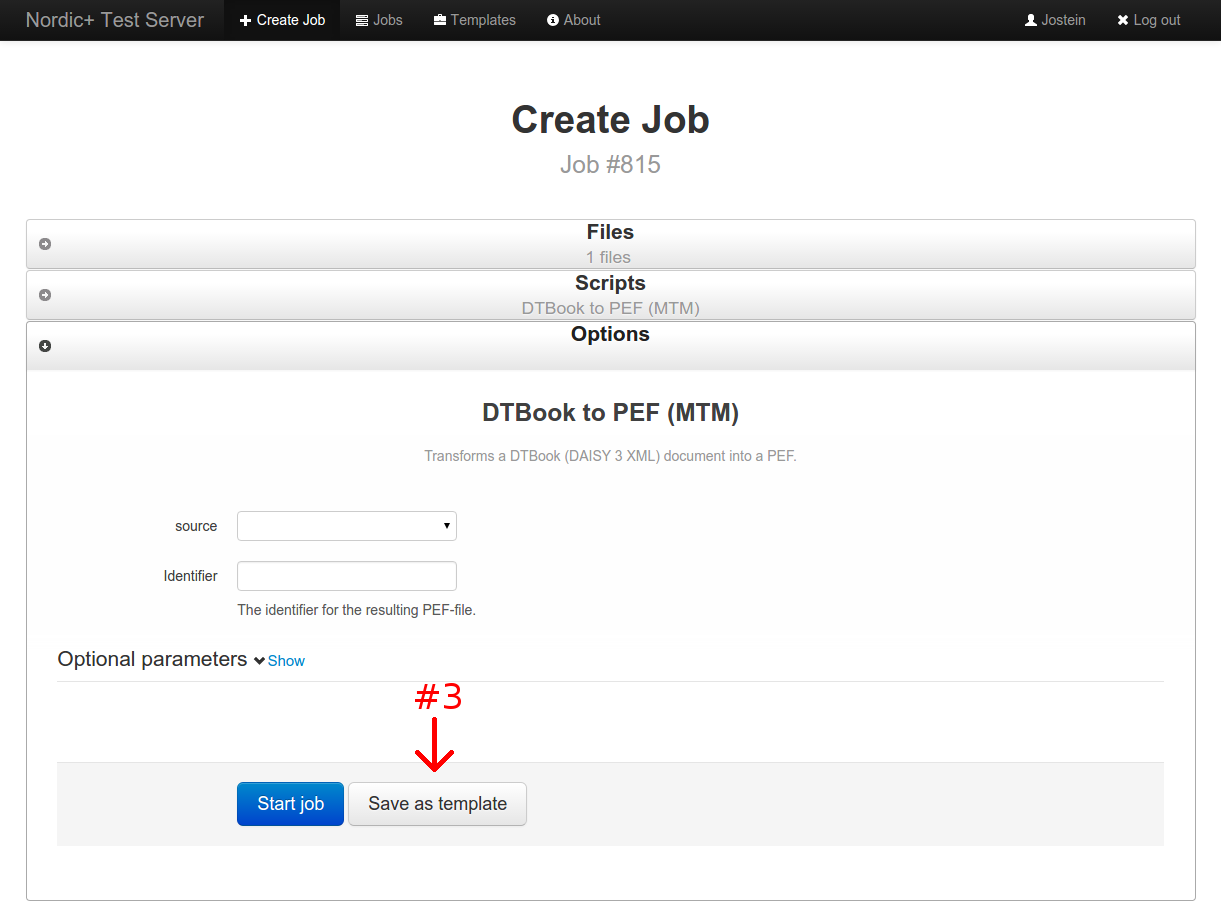 Nordic+ Test Server Create Job Jobs Templates About Jostein Log out
Create Job
Job #815
Files
1 files
Scripts
DTBook to PEF (MTM)
Options
DTBook to PEF (MTM)
Transforms a DTBook (DAISY 3 XML) document into a PEF.
source
Identifier
The identifier for the resulting PEF-file.
Optional parameters Show
#3
Start job Save as template